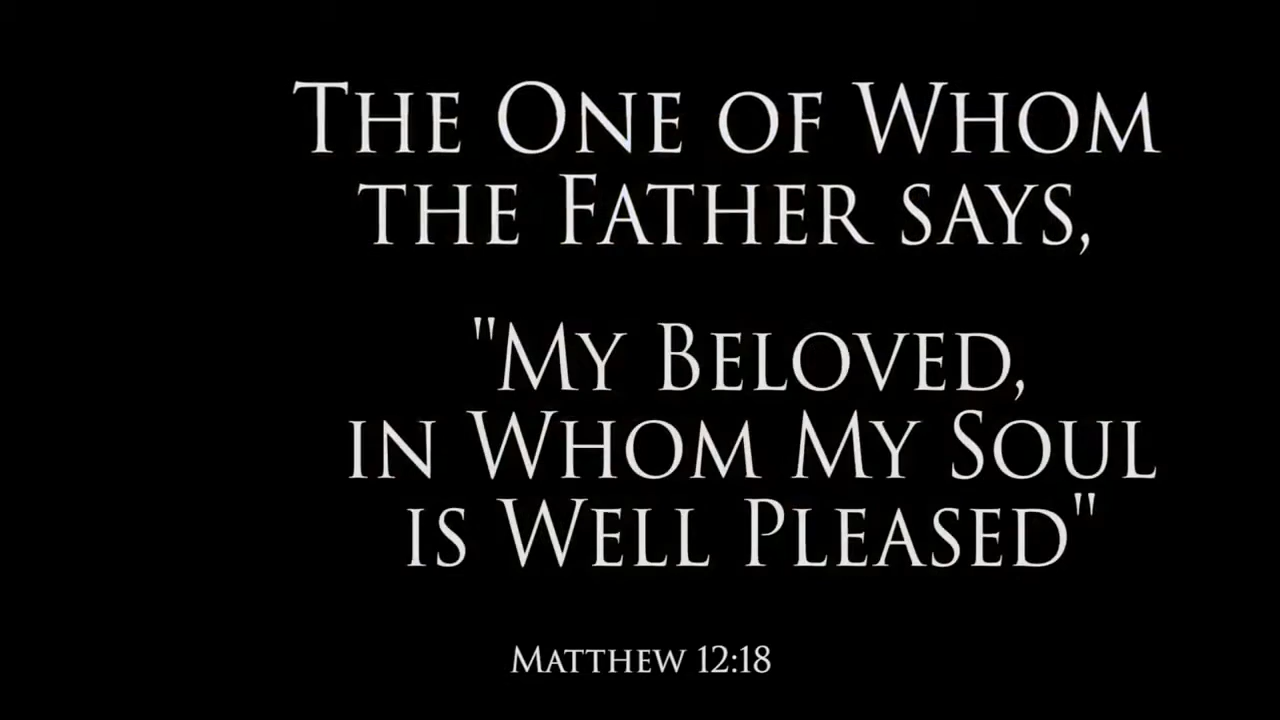 The One of Whom
the Father says,
"My Beloved,
in Whom My Soul
is Well Pleased"
Matthew 12:18